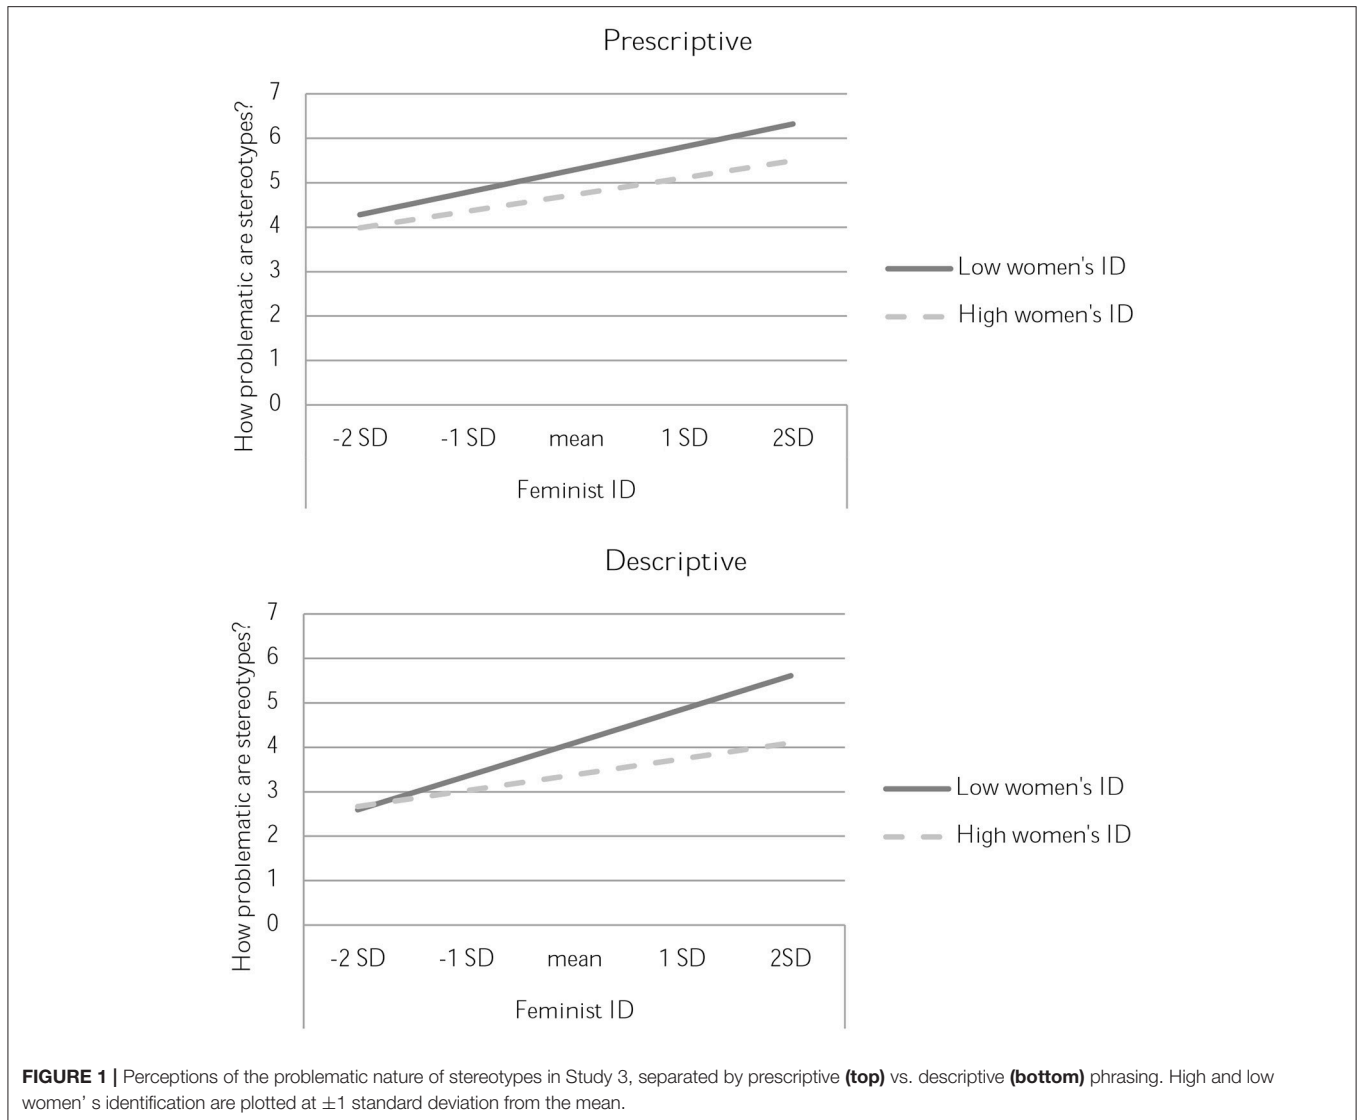 Prescriptive
How problematic are stereotypes?
7
6
5
4
3
2
1
0
-2 SD
-1 SD
mean
1 SD
2SD
Feminist ID
Low women's ID
High women's ID
Descriptive
How problematic are stereotypes?
7
6
5
4
3
2
1
0
-2 SD
-1 SD
mean
1 SD
2SD
Feminist ID
Low women's ID
High women's ID
FIGURE 1 | Perceptions of the problematic nature of stereotypes in Study 3, separated by prescriptive (top) vs. descriptive (bottom) phrasing. High and low
women' s identification are plotted at ±1 standard deviation from the mean.